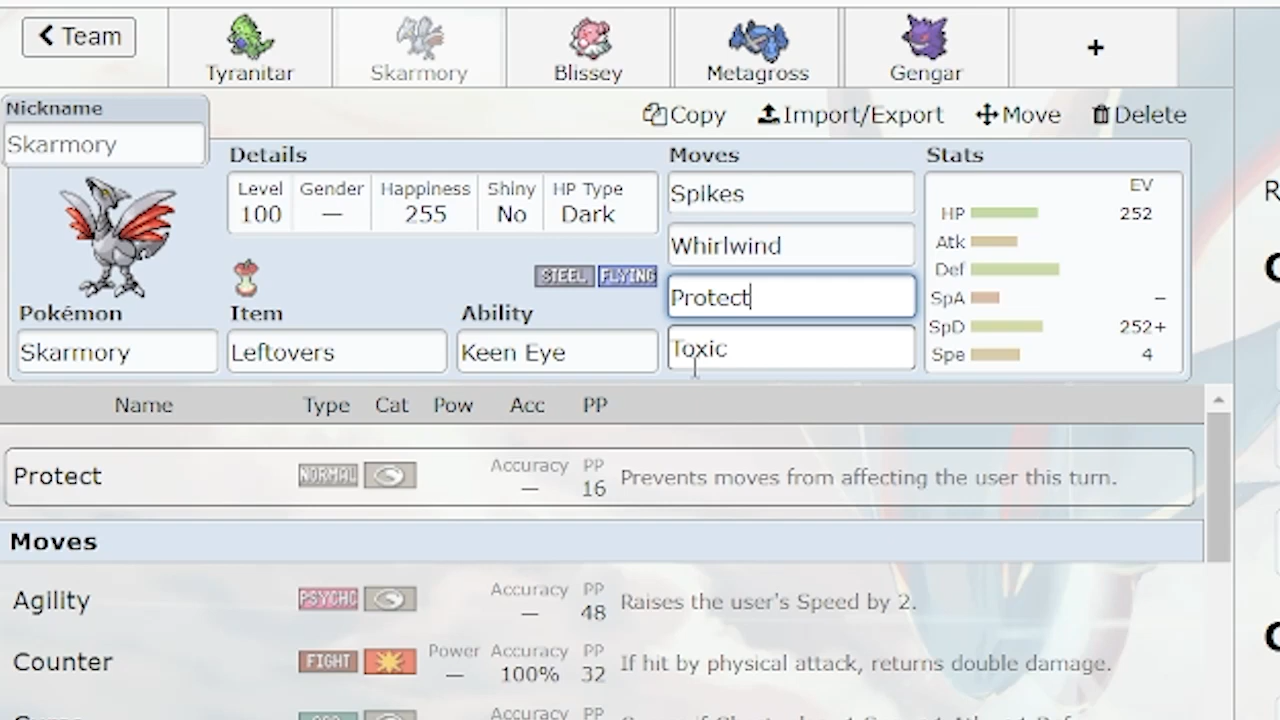 Team
Tyranitar
Skarmory
Blissey
Metagross
Gengar
+
Nickname
Skarmory
Copy
Import/Export
Move
Delete
Details
Moves
Stats
Level
100
Gender
—
Happiness
255
Shiny
No
HP Type
Dark
STEEL FLYING
Pokémon
Skarmory
Item
Leftovers
Ability
Keen Eye
Spikes
Whirlwind
Protect
Toxic
EV
HP 252
Atk
Def
SpA –
SpD 252+
Spe 4
R
Name Type Cat Pow Acc PP
Protect NORMAL Accuracy — PP 16 Prevents moves from affecting the user this turn.
Moves
Agility PSYCHC Accuracy — PP 48 Raises the user's Speed by 2.
Counter FIGHT Power — Accuracy 100% PP 32 If hit by physical attack, returns double damage.
Accuracy PP